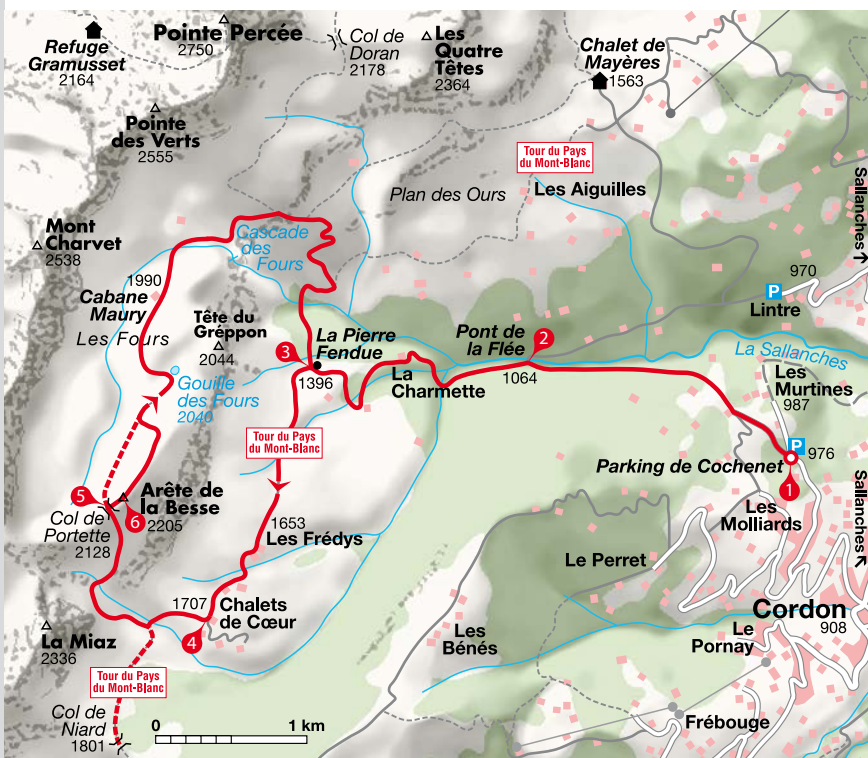 Refuge
Gramusset
2164
Pointe Percée
2750
Col de
Doran
2178
Les
Quatre
Têtes
2364
Chalet de
Mayères
1563
Pointe
des Verts
2555
Tour du Pays
du Mont-Blanc
Plan des Ours
Les Aiguilles
Sallanches
Mont
Charvet
2538
Cascade
des
Fours
1990
Cabane
Maury
Les Fours
Tête du
Gréppon
2044
970
P
Lintre
La Pierre
Fendue
3
1396
Pont de
la Flée
2
1064
La Sallanches
Gouille
des Fours
2040
La
Charmette
Les
Murtines
987
P
976
Parking de Cochenet
1
Tour du Pays
du Mont-Blanc
Sallanches
5
Col de
Portette
2128
Arête de
la Besse
2205
6
1653
Les Frédys
Les
Molliards
Le Perret
1707
Chalets
de Cœur
4
Cordon
908
Le
Pornay
La Miaz
2336
Les
Bénés
Tour du Pays
du Mont-Blanc
Col de
Niard
1801
0
1 km
Frébouge